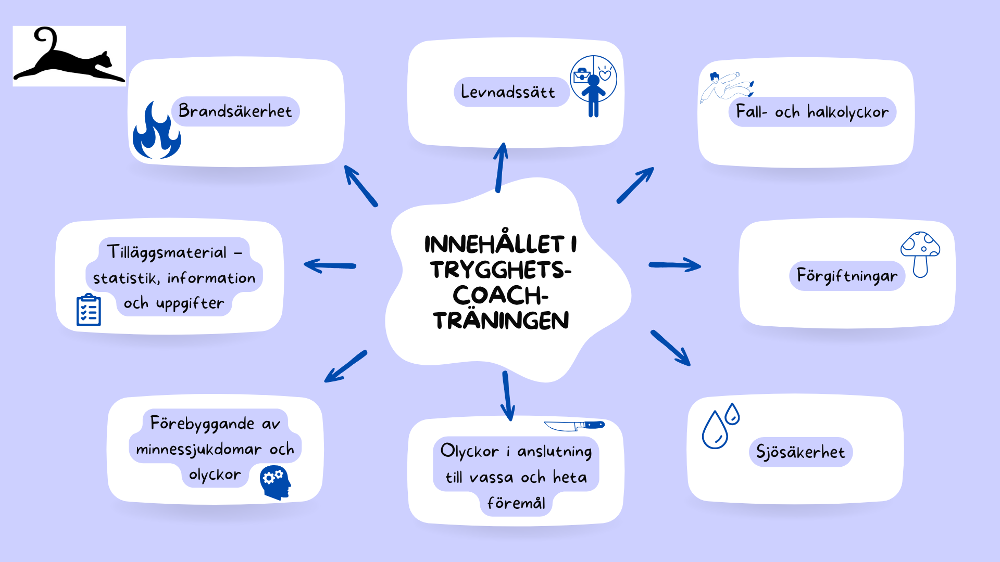 Brandsäkerhet
Levnadssätt
Fall- och halkolyckor
INNEHÅLLET I
TRYGGHETS-
COACH-
TRÄNINGEN
Tilläggsmaterial –
statistik, information
och uppgifter
Förgiftningar
Förebyggande av
minnessjukdomar och
olyckor
Olyckor i anslutning
till vassa och heta
föremål
Sjösäkerhet